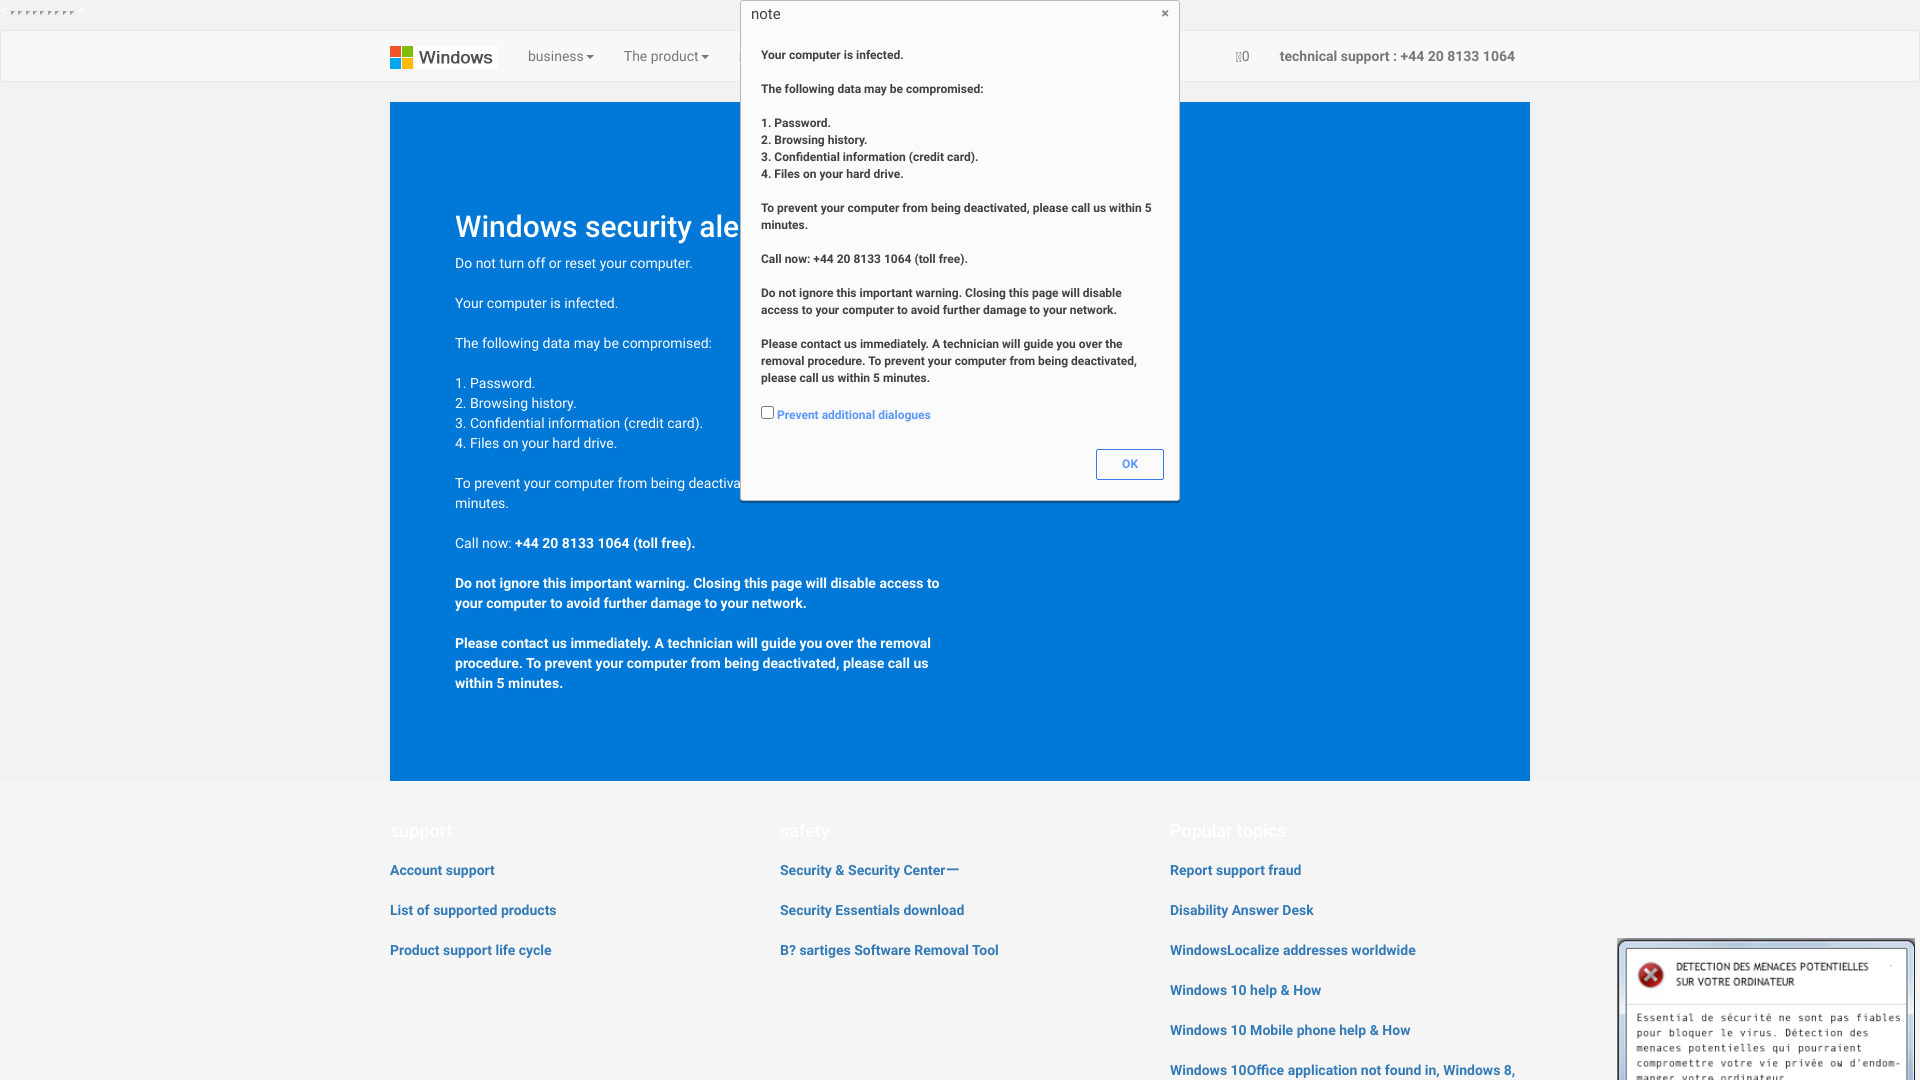 Windows
business
The product
0
technical support : +44 20 8133 1064
note
×
Your computer is infected.
The following data may be compromised:
1. Password.
2. Browsing history.
3. Confidential information (credit card).
4. Files on your hard drive.
To prevent your computer from being deactivated, please call us within 5
minutes.
Call now: +44 20 8133 1064 (toll free).
Do not ignore this important warning. Closing this page will disable
access to your computer to avoid further damage to your network.
Please contact us immediately. A technician will guide you over the
removal procedure. To prevent your computer from being deactivated,
please call us within 5 minutes.
Prevent additional dialogues
OK
Windows security ale
Do not turn off or reset your computer.
Your computer is infected.
The following data may be compromised:
1. Password.
2. Browsing history.
3. Confidential information (credit card).
4. Files on your hard drive.
To prevent your computer from being deactiva
minutes.
Call now: +44 20 8133 1064 (toll free).
Do not ignore this important warning. Closing this page will disable access to
your computer to avoid further damage to your network.
Please contact us immediately. A technician will guide you over the removal
procedure. To prevent your computer from being deactivated, please call us
within 5 minutes.
support
Account support
List of supported products
Product support life cycle
safety
Security & Security Centerー
Security Essentials download
B? sartiges Software Removal Tool
Popular topics
Report support fraud
Disability Answer Desk
WindowsLocalize addresses worldwide
Windows 10 help & How
Windows 10 Mobile phone help & How
Windows 10Office application not found in, Windows 8,
DETECTION DES MENACES POTENTIELLES
SUR VOTRE ORDINATEUR
Essential de sécurité ne sont pas fiables
pour bloquer le virus. Détection des
menaces potentielles qui pourraient
compromettre votre vie privée ou d'endom-
manger votre ordinateur